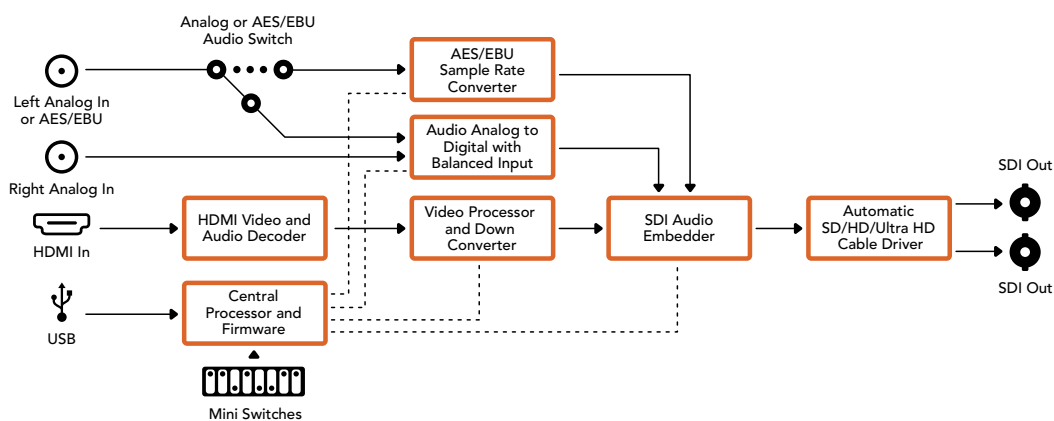 Analog or AES/EBU
Audio Switch
Left Analog In
or AES/EBU
Right Analog In
HDMI In
USB
AES/EBU
Sample Rate
Converter
Audio Analog to
Digital with
Balanced Input
HDMI Video and
Audio Decoder
Video Processor
and Down
Converter
SDI Audio
Embedder
Automatic
SD/HD/Ultra HD
Cable Driver
SDI Out
SDI Out
Central
Processor and
Firmware
Mini Switches